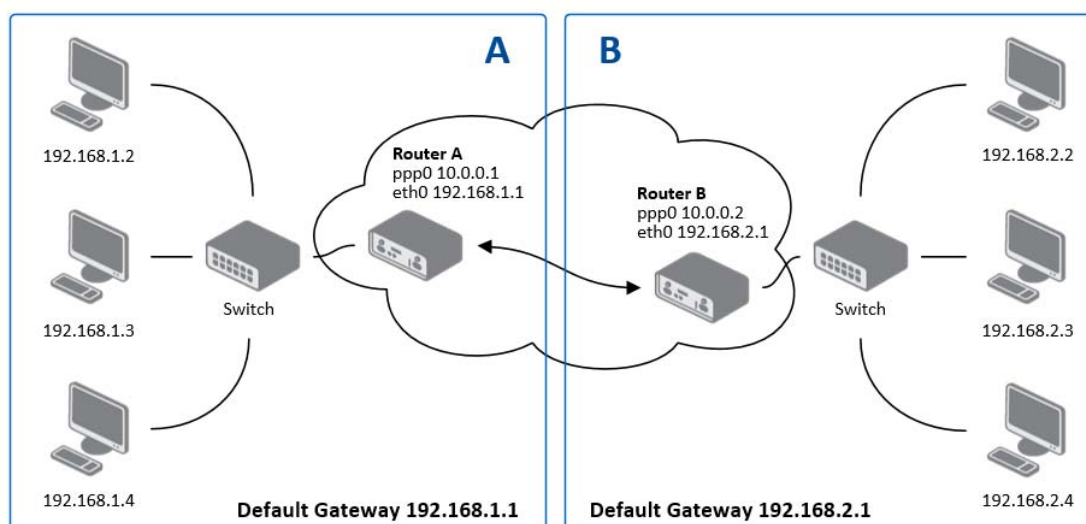 A
B
192.168.1.2
192.168.1.3
192.168.1.4
Switch
Router A
ppp0 10.0.0.1
eth0 192.168.1.1
Default Gateway 192.168.1.1
Router B
ppp0 10.0.0.2
eth0 192.168.2.1
Switch
192.168.2.2
192.168.2.3
192.168.2.4
Default Gateway 192.168.2.1